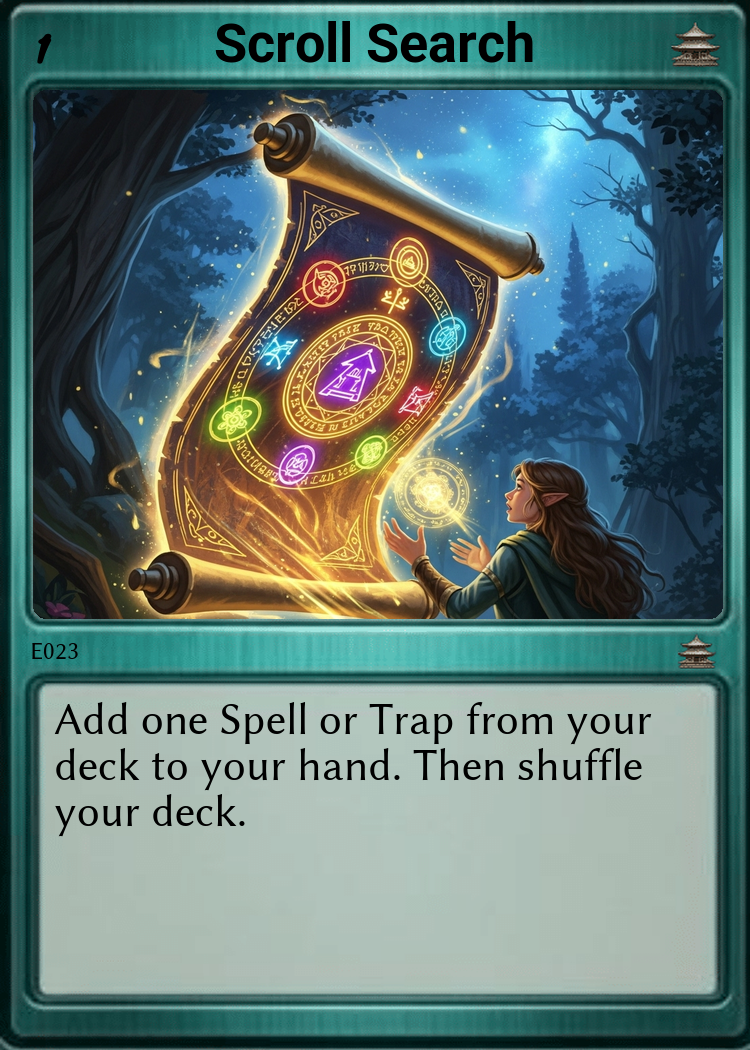 1
Scroll Search
E023
Add one Spell or Trap from your
deck to your hand. Then shuffle
your deck.